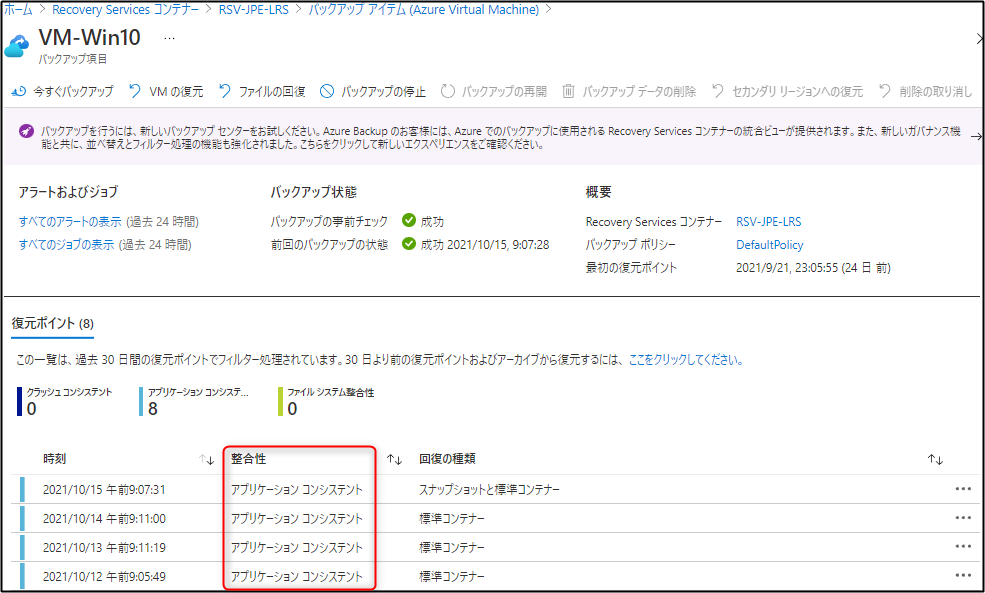 ホーム > Recovery Services コンテナー > RSV-JPE-LRS > バックアップ アイテム (Azure Virtual Machine) >
VM-Win10 …
バックアップ項目
今すぐバックアップ VM の復元 ファイルの回復 バックアップの停止 バックアップの再開 バックアップ データの削除 セカンダリ リージョンへの復元 削除の取り消し
バックアップを行うには、新しいバックアップ センターをお試しください。Azure Backup のお客様には、Azure でのバックアップに使用される Recovery Services コンテナーの統合ビューが提供されます。また、新しいガバナンス機
能と共に、並べ替えとフィルター処理の機能も強化されました。こちらをクリックして新しいエクスペリエンスをご確認ください。
アラートおよびジョブ バックアップ状態 概要
すべてのアラートの表示 (過去 24 時間) バックアップの事前チェック 成功 Recovery Services コンテナー RSV-JPE-LRS
すべてのジョブの表示 (過去 24 時間) 前回のバックアップの状態 成功 2021/10/15, 9:07:28 バックアップ ポリシー DefaultPolicy
最初の復元ポイント 2021/9/21, 23:05:55 (24 日 前)
復元ポイント (8)
この一覧は、過去 30 日間の復元ポイントでフィルター処理されています。30 日より前の復元ポイントおよびアーカイブから復元するには、ここをクリックしてください。
クラッシュ コンシステント アプリケーション コンシステ... ファイル システム整合性
0 8 0
時刻 整合性 回復の種類
2021/10/15 午前9:07:31 アプリケーション コンシステント スナップショットと標準コンテナー
2021/10/14 午前9:11:00 アプリケーション コンシステント 標準コンテナー
2021/10/13 午前9:11:19 アプリケーション コンシステント 標準コンテナー
2021/10/12 午前9:05:49 アプリケーション コンシステント 標準コンテナー